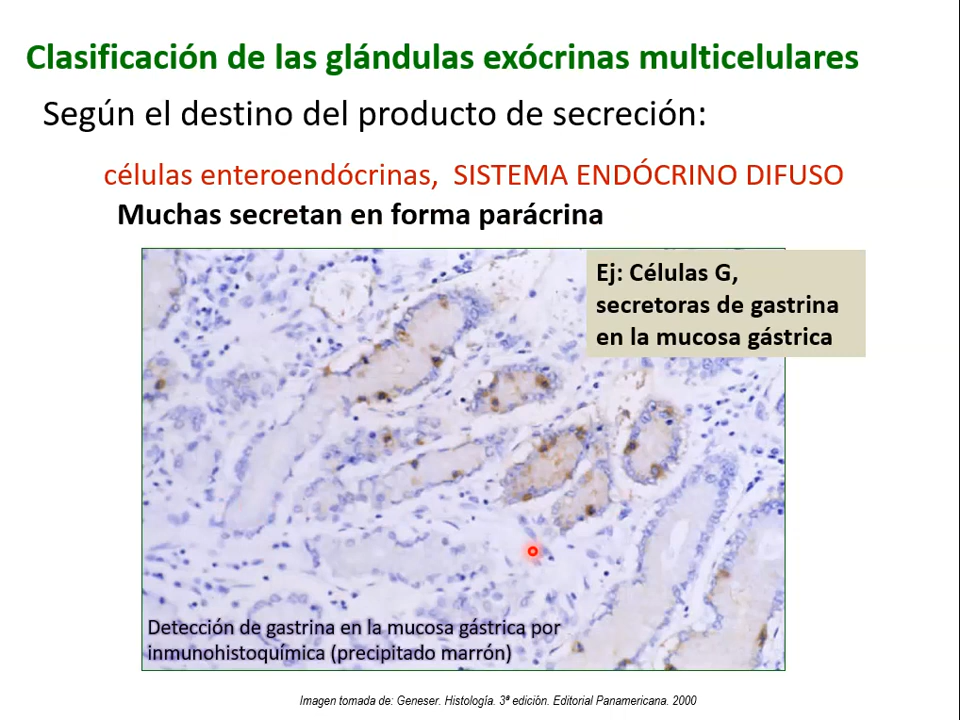 Clasificación de las glándulas exócrinas multicelulares
Según el destino del producto de secreción:
células enteroendócrinas, SISTEMA ENDÓCRINO DIFUSO
Muchas secretan en forma parácrina
Ej: Células G,
secretoras de gastrina
en la mucosa gástrica
Detección de gastrina en la mucosa gástrica por
inmunohistoquímica (precipitado marrón)
Imagen tomada de: Geneser. Histología. 3ª edición. Editorial Panamericana. 2000